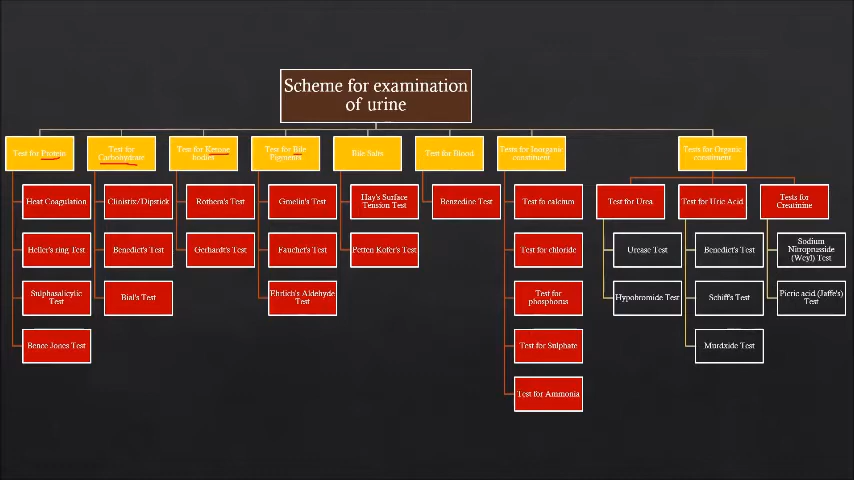 Scheme for examination
of urine
Test for Protein
Test for
Carbohydrate
Test for Ketone
bodies
Test for Bile
Pigments
Bile Salts
Test for Blood
Tests for Inorganic
constituent
Tests for Organic
constituent
Heat Coagulation
Heller's ring Test
Sulphasalicylic
Test
Bence Jones Test
Clinistix/Dipstick
Benedict's Test
Bial's Test
Rothera's Test
Gerhardt's Test
Gmelin's Test
Fauchet's Test
Ehrlich's Aldehyde
Test
Hay's Surface
Tension Test
Petten Kofer's Test
Benzedine Test
Test fo calcium
Test for chloride
Test for
phosphorus
Test for Sulphate
Test for Ammonia
Test for Urea
Urease Test
Hypobromide Test
Test for Uric Acid
Benedict's Test
Schiff's Test
Murdxide Test
Tests for
Creatinine
Sodium
Nitroprusside
(Weyl) Test
Picric acid (Jaffe's)
Test